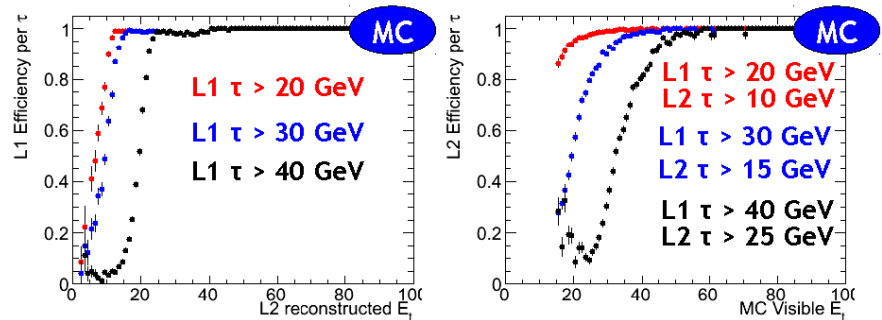 L1 Efficiency per τ
1
0.8
0.6
0.4
0.2
0
0
20
40
60
80
100
L2 reconstructed E_t
MC
L1 τ > 20 GeV
L1 τ > 30 GeV
L1 τ > 40 GeV
L2 Efficiency per τ
1
0.8
0.6
0.4
0.2
0
0
20
40
60
80
100
MC Visible E_t
MC
L1 τ > 20 GeV
L2 τ > 10 GeV
L1 τ > 30 GeV
L2 τ > 15 GeV
L1 τ > 40 GeV
L2 τ > 25 GeV